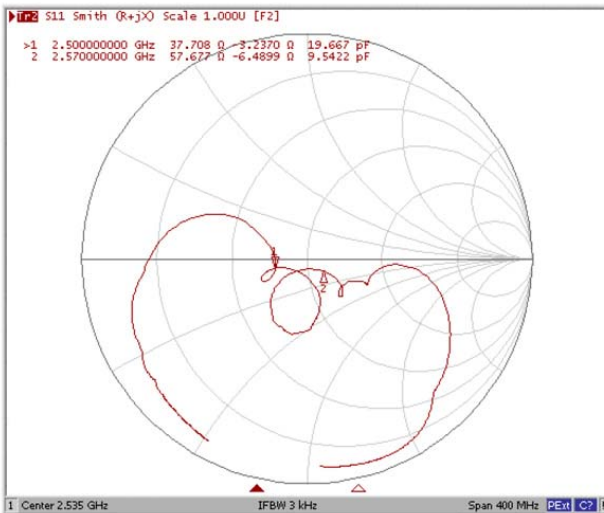 Tr2 S11 Smith (R+jX) Scale 1.000U [F2]
>1 2.500000000 GHz 37.708 Ω -3.2370 Ω 19.667 pF
2 2.570000000 GHz 57.677 Ω -6.4899 Ω 9.5422 pF
1
2
1 Center 2.535 GHz IFBW 3 kHz Span 400 MHz PExt C?